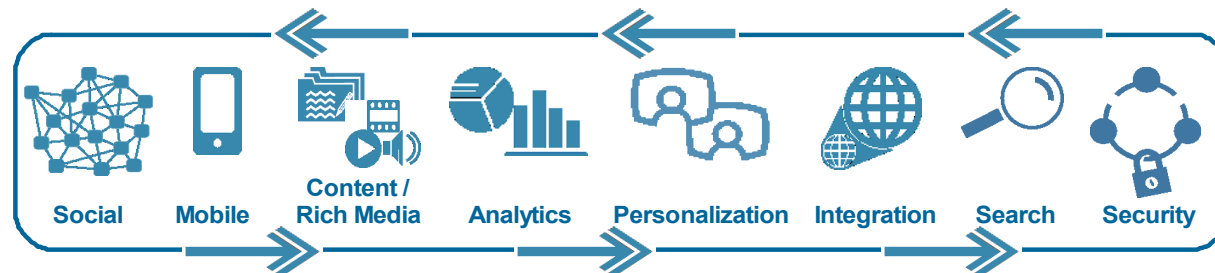 Social
Mobile
Content /
Rich Media
Analytics
Personalization
Integration
Search
Security